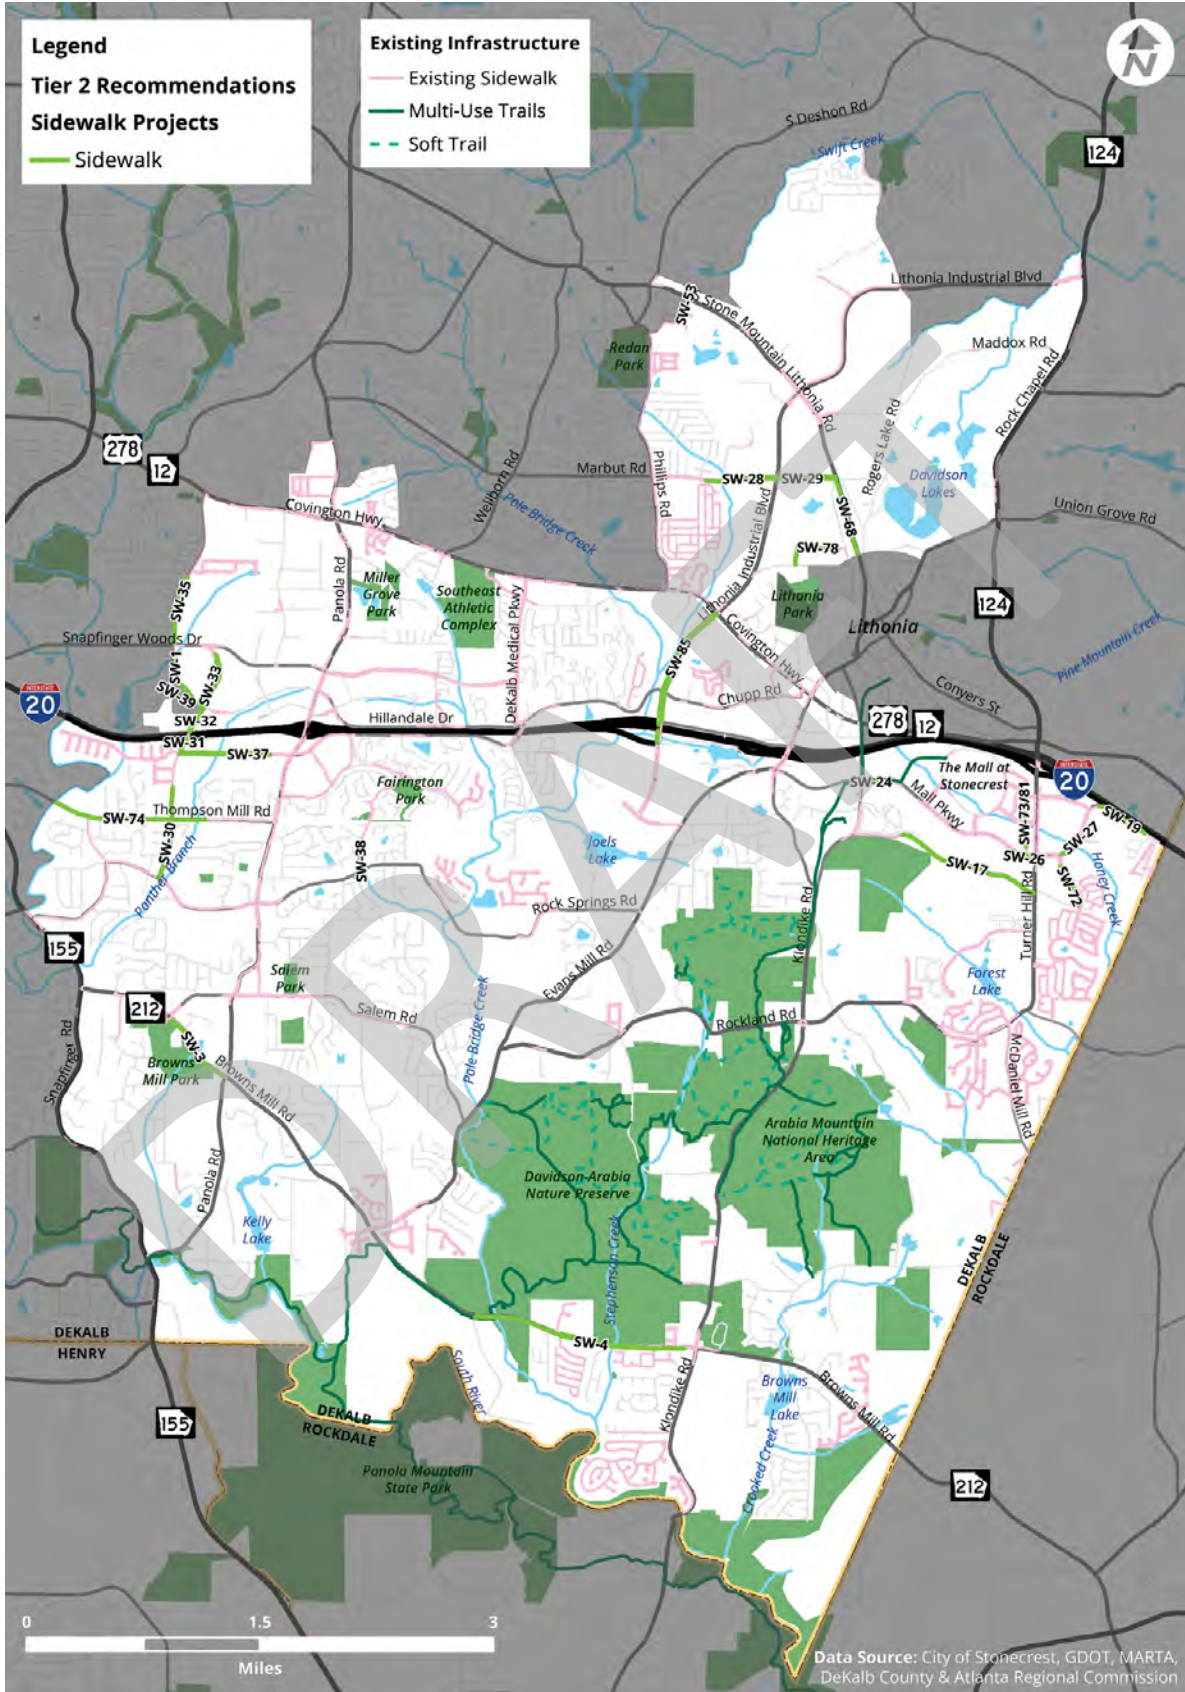 Legend
Tier 2 Recommendations
Sidewalk Projects
Sidewalk
Existing Infrastructure
Existing Sidewalk
Multi-Use Trails
Soft Trail
N
S Deshon Rd
Swift Creek
124
Lithonia Industrial Blvd
SW-53
S Stone Mountain Lithonia Rd
Redan
Park
Maddox Rd
Rock Chapel Rd
Rogers Lake Rd
278
12
Wellborn Rd
Marbut Rd
Phillips Rd
SW-28
SW-29
Davidson
Lakes
Covington Hwy
Pole Bridge Creek
Lithonia Industrial Blvd
SW-68
Union Grove Rd
SW-78
SW-35
Panola Rd
Miller
Grove
Park
Southeast
Athletic
Complex
DeKalb Medical Pkwy
Lithonia
Park
124
Lithonia
Covington Hwy
Snapfinger Woods Dr
SW-1
SW-33
SW-39
SW-85
Pine Mountain Creek
Chupp Rd
Conyers St
INTERSTATE
20
SW-32
Hillandale Dr
278
12
SW-31
SW-37
The Mall at
Stonecrest
INTERSTATE
20
Fairington
Park
SW-24
Mall Pkwy
SW-73/81
SW-19
SW-74
Thompson Mill Rd
SW-30
SW-38
Joels
Lake
SW-27
SW-26
SW-17
SW-72
Honey Creek
Panther Branch
Rock Springs Rd
Klondike Rd
Turner Hill Rd
155
Evans Mill Rd
Salem
Park
Forest
Lake
212
Salem Rd
Pole Bridge Creek
Rockland Rd
Snapfinger Rd
SW-3
Browns
Mill Park
Browns Mill Rd
McDaniel Mill Rd
Arabia Mountain
National Heritage
Area
Davidson-Arabia
Nature Preserve
Panola Rd
Kelly
Lake
Stephenson Creek
DEKALB
ROCKDALE
DEKALB
HENRY
SW-4
South River
Klondike Rd
Browns
Mill
Lake
Browns Mill Rd
DEKALB
ROCKDALE
155
Panola Mountain
State Park
Crooked Creek
212
DRAFT
0
1.5
3
Miles
Data Source: City of Stonecrest, GDOT, MARTA,
DeKalb County & Atlanta Regional Commission